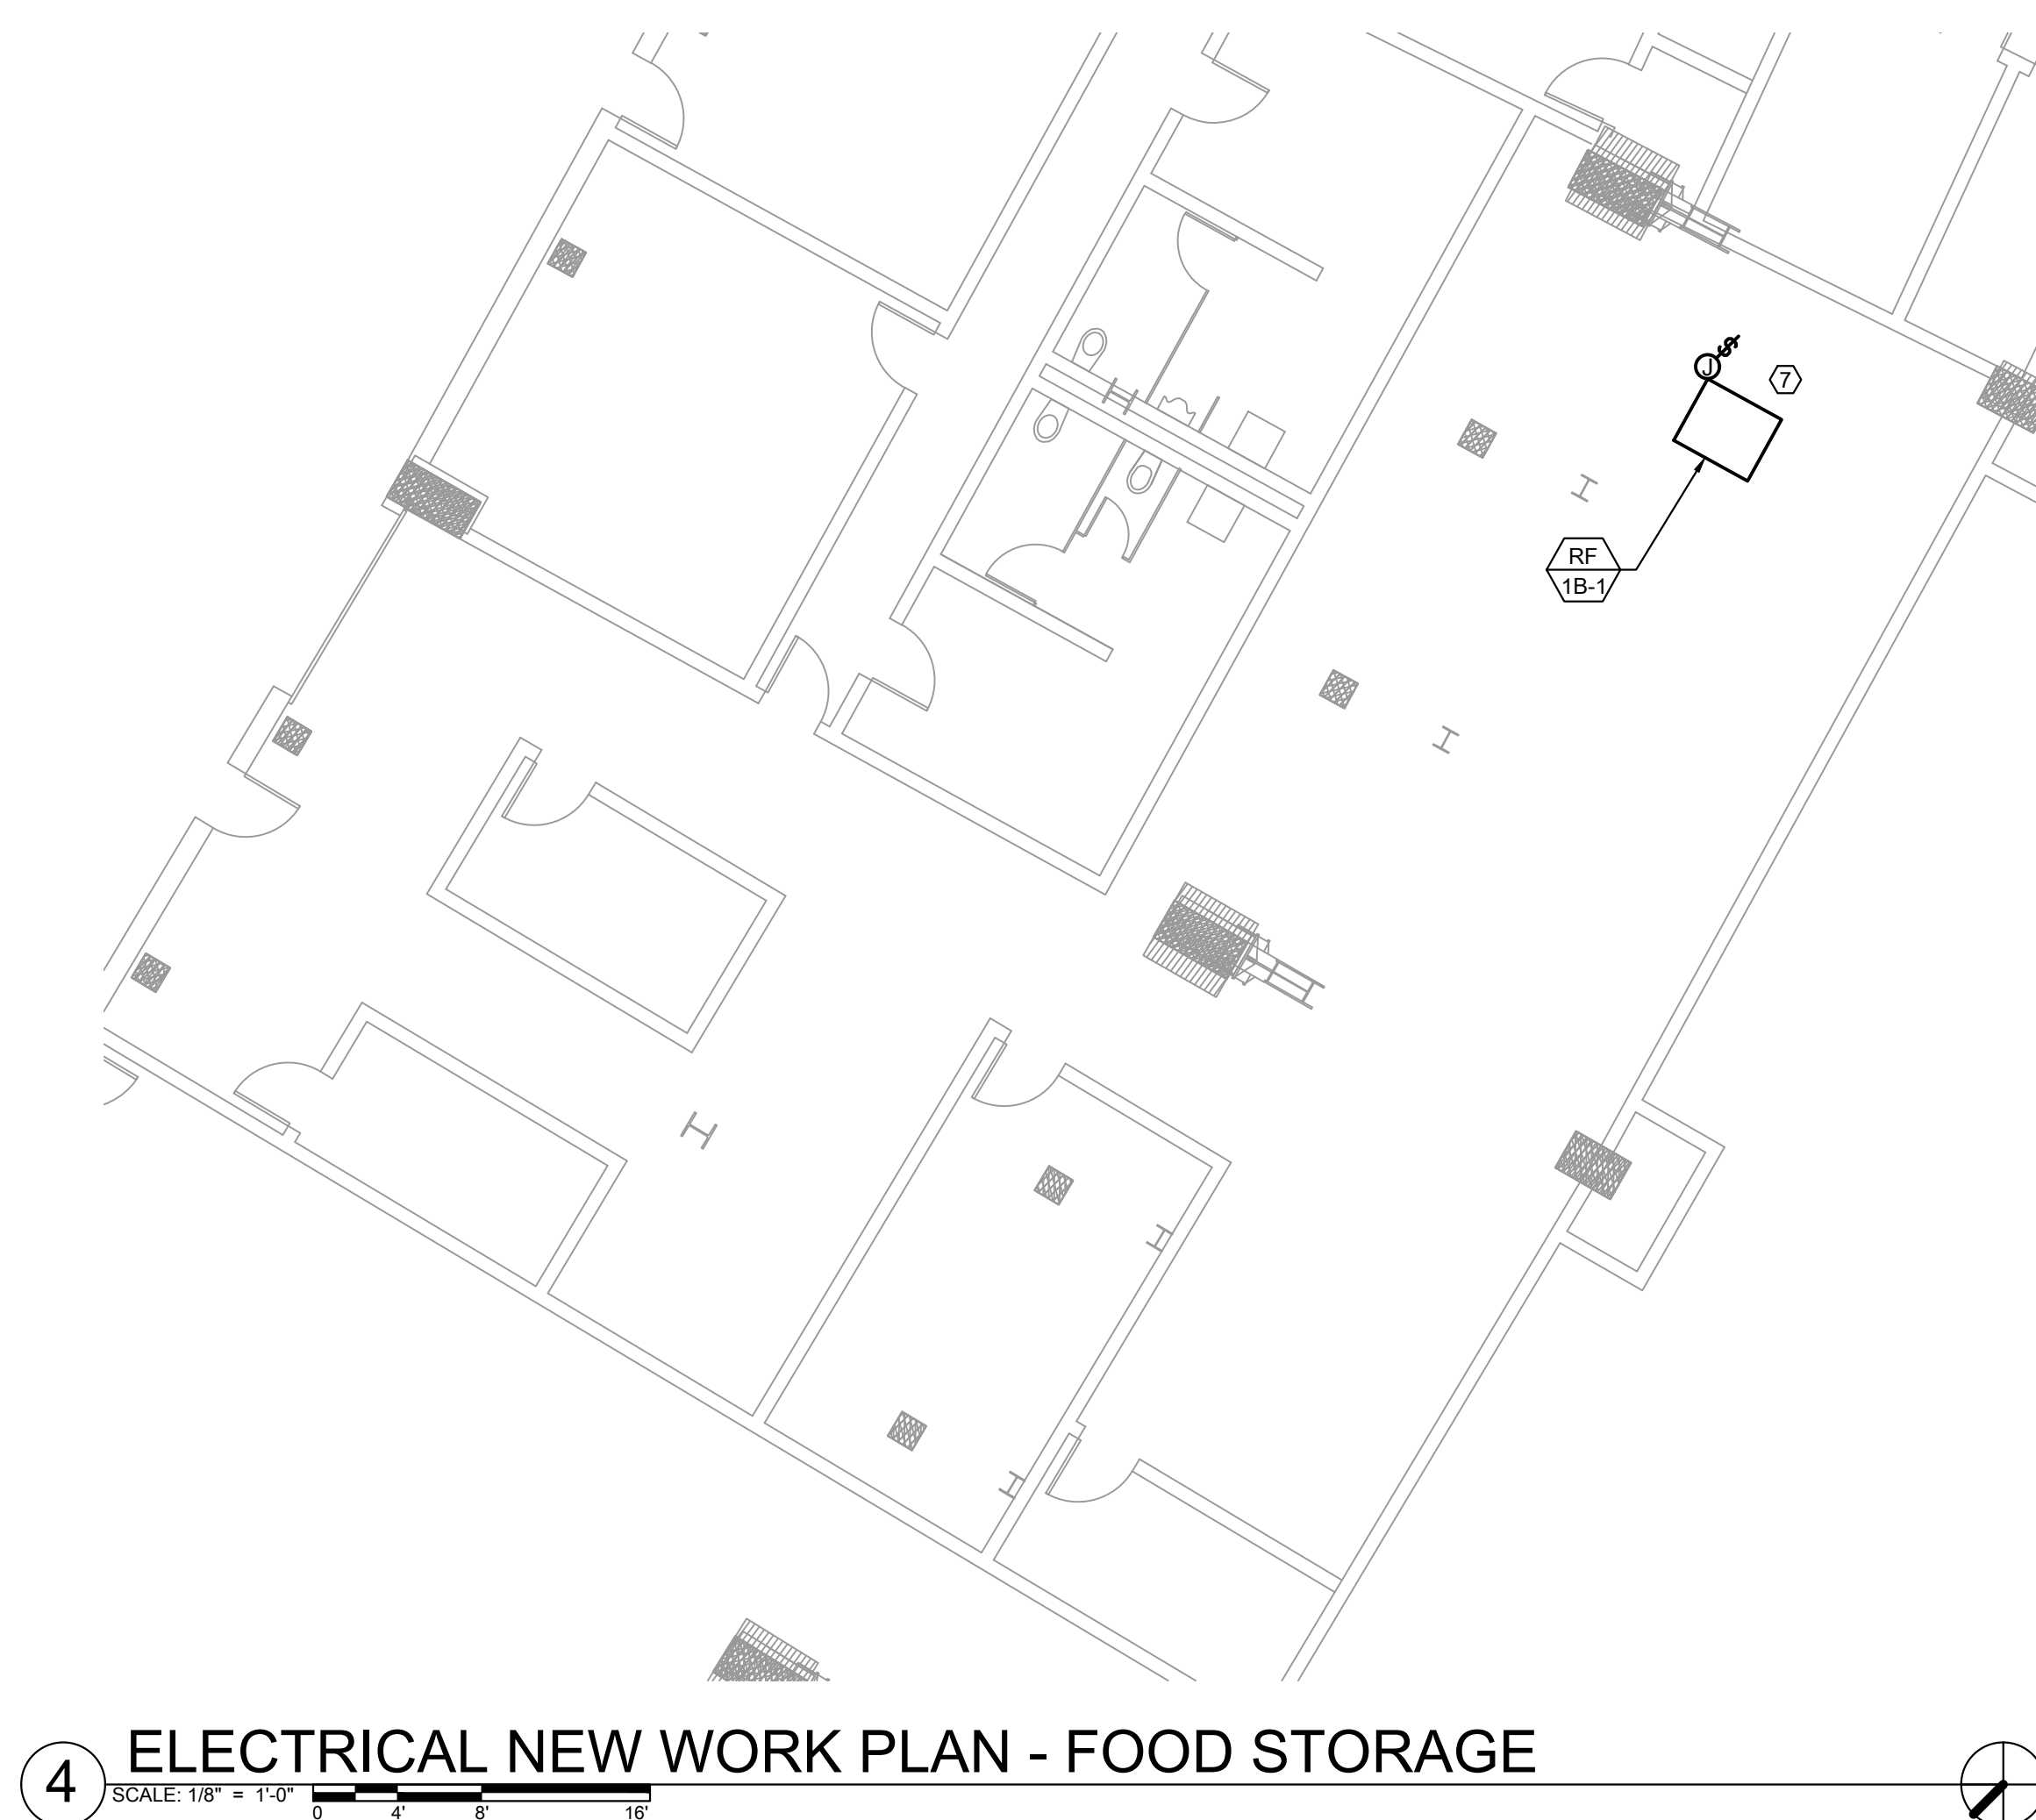 $
J
7
RF
1B-1
4
ELECTRICAL NEW WORK PLAN - FOOD STORAGE
SCALE: 1/8" = 1'-0"
0 4' 8' 16'